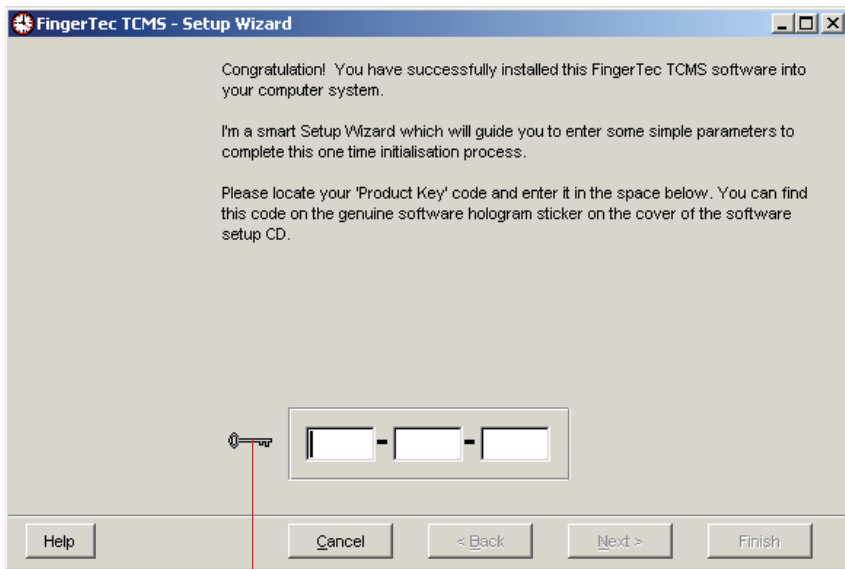 FingerTec TCMS - Setup Wizard
Congratulation! You have successfully installed this FingerTec TCMS software into
your computer system.
I'm a smart Setup Wizard which will guide you to enter some simple parameters to
complete this one time initialisation process.
Please locate your 'Product Key' code and enter it in the space below. You can find
this code on the genuine software hologram sticker on the cover of the software
setup CD.
- -
Help Cancel < Back Next > Finish